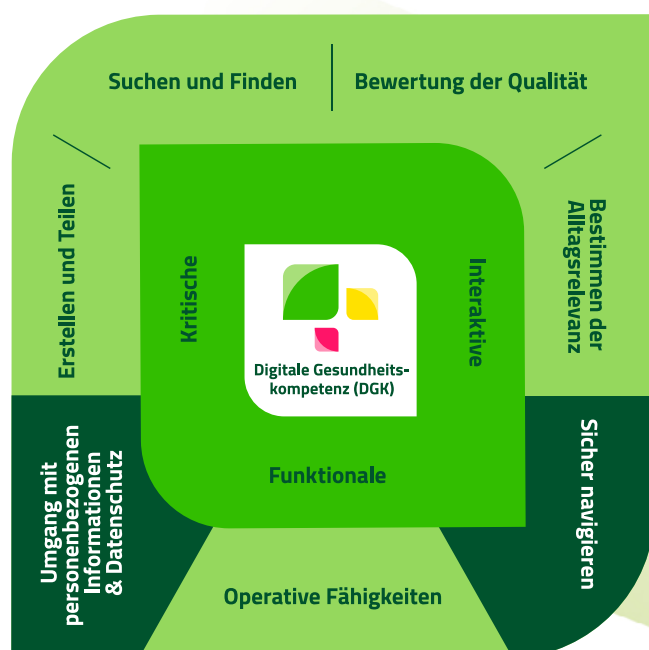 Suchen und Finden
Bewertung der Qualität
Erstellen und Teilen
Bestimmen der
Alltagsrelevanz
Kritische
Interaktive
Digitale Gesundheits-
kompetenz (DGK)
Funktionale
Umgang mit
personenbezogenen
Informationen
& Datenschutz
Sicher navigieren
Operative Fähigkeiten